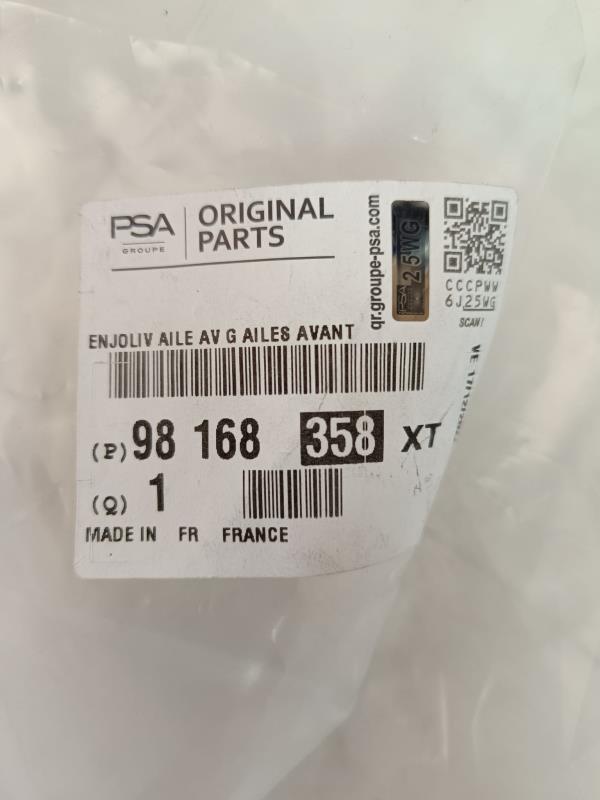 PSA
GROUPE
ORIGINAL
PARTS
qr.groupe-psa.com
PSA
25WG
CCCPWW
6J25WG
SCAN!
ENJOLIV AILE AV G AILES AVANT
(P) 98 168 358 XT
(Q) 1
MADE IN FR FRANCE